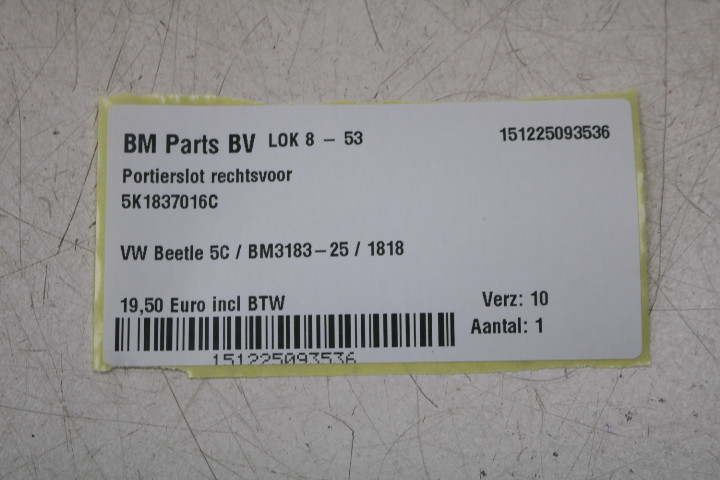 BM Parts BV LOK 8 - 53 151225093536
Portierslot rechtsvoor
5K1837016C
VW Beetle 5C / BM3183-25 / 1818
19,50 Euro incl BTW Verz: 10
Aantal: 1
151225093536